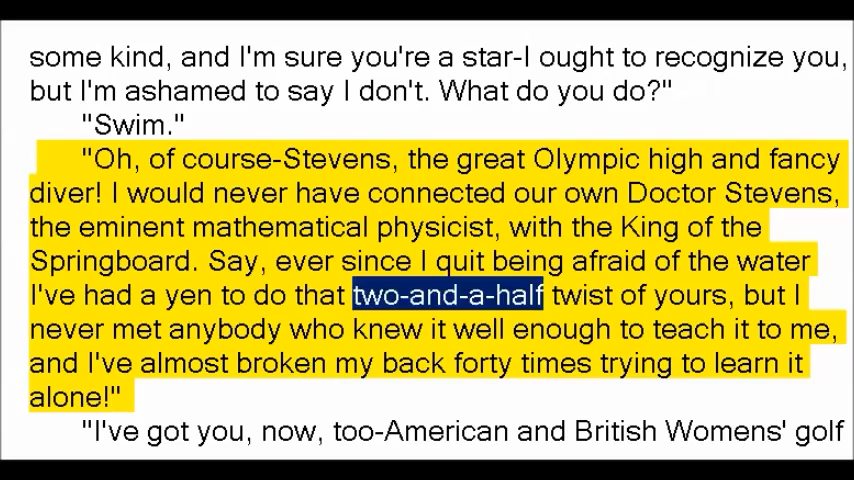 some kind, and I'm sure you're a star-I ought to recognize you,
but I'm ashamed to say I don't. What do you do?"
"Swim."
"Oh, of course-Stevens, the great Olympic high and fancy
diver! I would never have connected our own Doctor Stevens,
the eminent mathematical physicist, with the King of the
Springboard. Say, ever since I quit being afraid of the water
I've had a yen to do that two-and-a-half twist of yours, but I
never met anybody who knew it well enough to teach it to me,
and I've almost broken my back forty times trying to learn it
alone!"
"I've got you, now, too-American and British Womens' golf